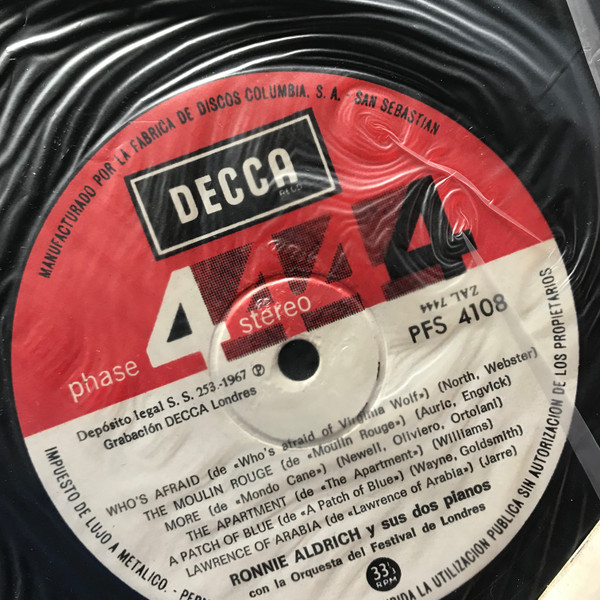 MANUFACTURADO POR LA FABRICA DE DISCOS COLUMBIA. S. A. - SAN SEBASTIAN
DECCA
444 4
phase 4 stereo
ZAL 7444
PFS 4108
Depósito legal S. S. 253.-1967 Ⓟ
Grabación DECCA Londres
WHO'S AFRAID (de «Who's afraid of Virginia Wolf») (North, Webster)
THE MOULIN ROUGE (de «Moulin Rouge») (Auric, Engvick)
MORE (de «Mondo Cane») (Newell, Oliviero, Ortolani)
THE APARTMENT (de «The Apartment») (Williams)
A PATCH OF BLUE (de «A Patch of Blue») (Wayne, Goldsmith)
LAWRENCE OF ARABIA (de «Lawrence of Arabia») (Jarre)
RONNIE ALDRICH y sus dos pianos
con la Orquesta del Festival de Londres
33⅓
RPM
IMPUESTO DE LUJO A METALICO. - 
LA UTILIZACION PUBLICA SIN AUTORIZACION DE LOS PROPIETARIOS